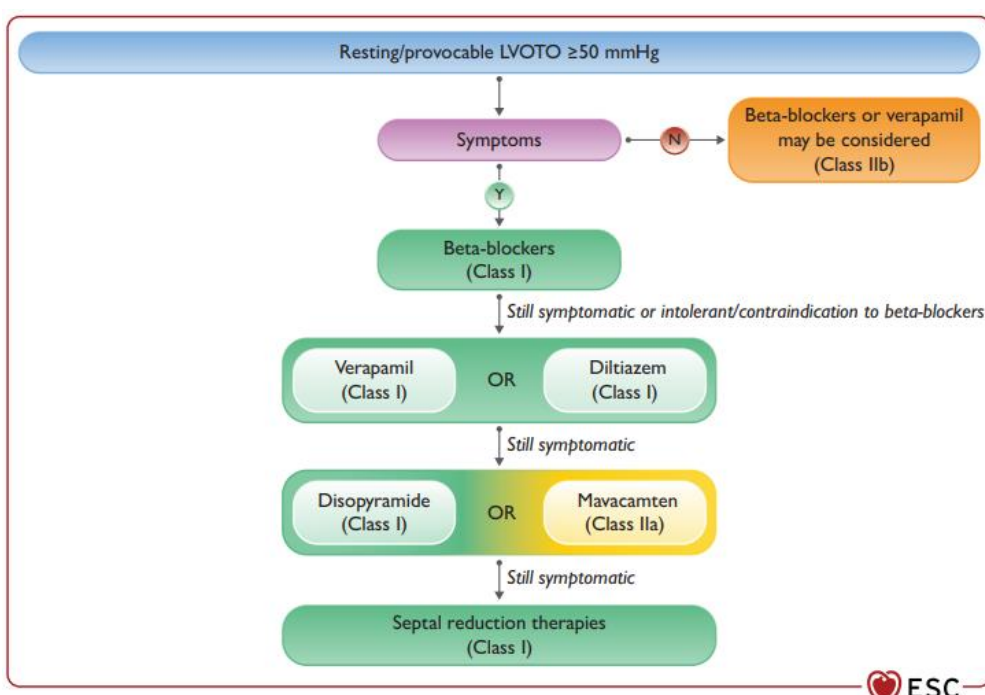 Resting/provocable LVOTO ≥50 mmHg
Symptoms
N
Beta-blockers or verapamil
may be considered
(Class IIb)
Y
Beta-blockers
(Class I)
Still symptomatic or intolerant/contraindication to beta-blockers
Verapamil
(Class I)
OR
Diltiazem
(Class I)
Still symptomatic
Disopyramide
(Class I)
OR
Mavacamten
(Class IIa)
Still symptomatic
Septal reduction therapies
(Class I)
ESC